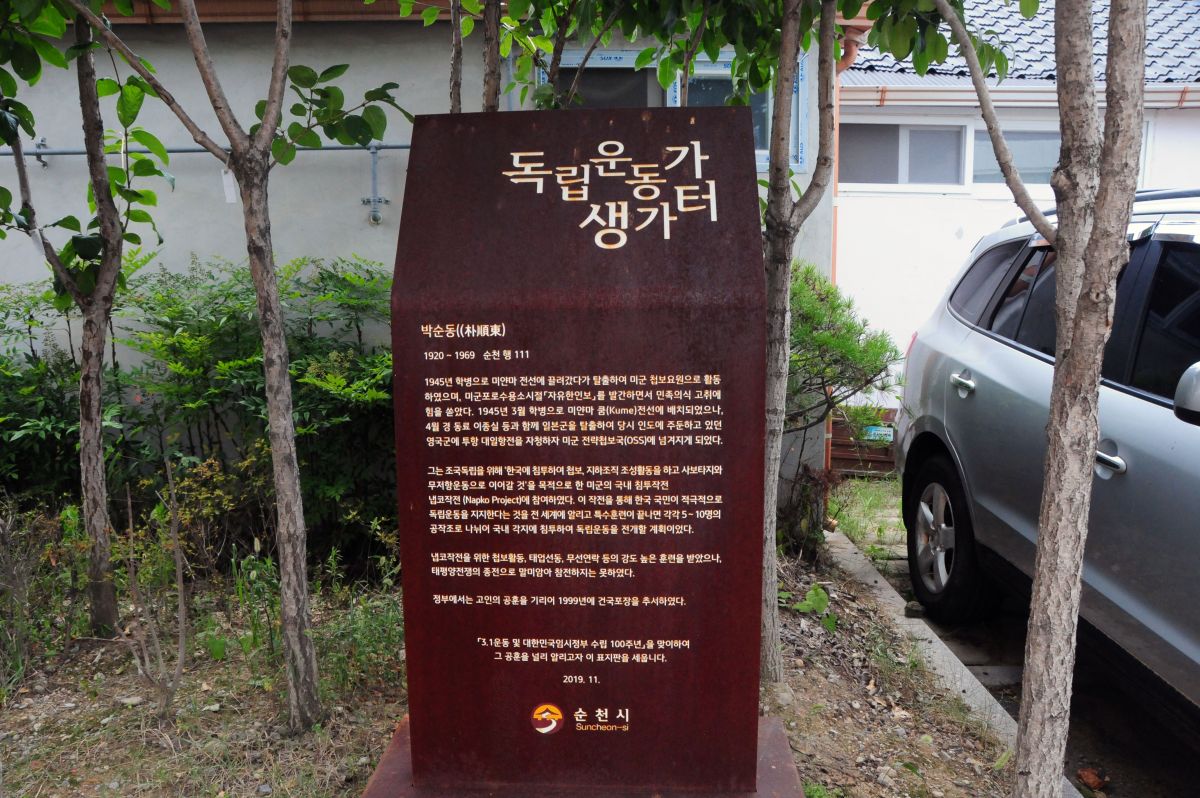 독립운동가
생가터
박순동((朴順東)
1920 ~ 1969 순천 행 111
1945년 학병으로 미얀마 전선에 끌려갔다가 탈출하여 미군 첩보요원으로 활동
하였으며, 미군포로수용소시절「자유한인보」를 발간하면서 민족의식 고취에
힘을 쏟았다. 1945년 3월 학병으로 미얀마 쿰(Kume)전선에 배치되었으나,
4월 경 동료 이종실 등과 함께 일본군을 탈출하여 당시 인도에 주둔하고 있던
영국군에 투항 대일항전을 자청하자 미군 전략첩보국(OSS)에 넘겨지게 되었다.
그는 조국독립을 위해 '한국에 침투하여 첩보, 지하조직 조성활동을 하고 사보타지와
무저항운동으로 이어갈 것'을 목적으로 한 미군의 국내 침투작전
냅코작전 (Napko Project)에 참여하였다. 이 작전을 통해 한국 국민이 적극적으로
독립운동을 지지한다는 것을 전 세계에 알리고 특수훈련이 끝나면 각각 5~10명의
공작조로 나뉘어 국내 각지에 침투하여 독립운동을 전개할 계획이었다.
냅코작전을 위한 첩보활동, 태업선동, 무선연락 등의 강도 높은 훈련을 받았으나,
태평양전쟁의 종전으로 말미암아 참전하지는 못하였다.
정부에서는 고인의 공훈을 기리어 1999년에 건국포장을 추서하였다.
「3.1운동 및 대한민국임시정부 수립 100주년」을 맞이하여
그 공훈을 널리 알리고자 이 표지판을 세웁니다.
2019. 11.
순천시
Suncheon-si